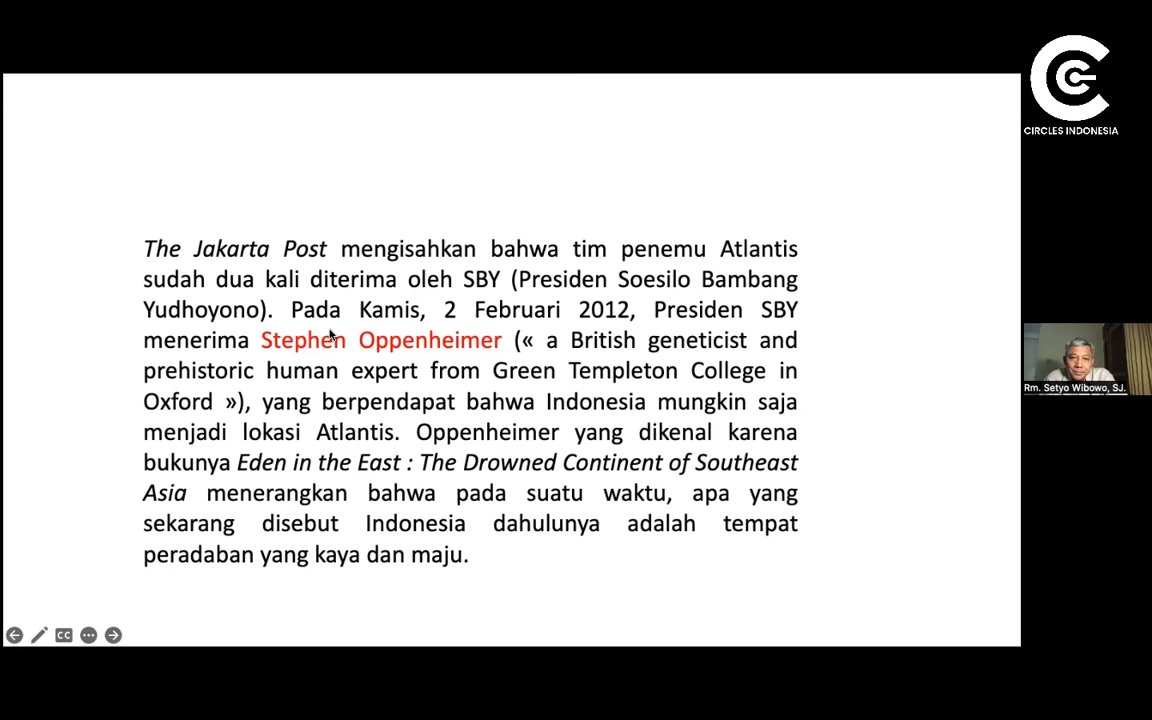 CIRCLES INDONESIA
The Jakarta Post mengisahkan bahwa tim penemu Atlantis
sudah dua kali diterima oleh SBY (Presiden Soesilo Bambang
Yudhoyono). Pada Kamis, 2 Februari 2012, Presiden SBY
menerima Stephen Oppenheimer (« a British geneticist and
prehistoric human expert from Green Templeton College in
Oxford »), yang berpendapat bahwa Indonesia mungkin saja
menjadi lokasi Atlantis. Oppenheimer yang dikenal karena
bukunya Eden in the East : The Drowned Continent of Southeast
Asia menerangkan bahwa pada suatu waktu, apa yang
sekarang disebut Indonesia dahulunya adalah tempat
peradaban yang kaya dan maju.
Rm. Setyo Wibowo, SJ.
CC